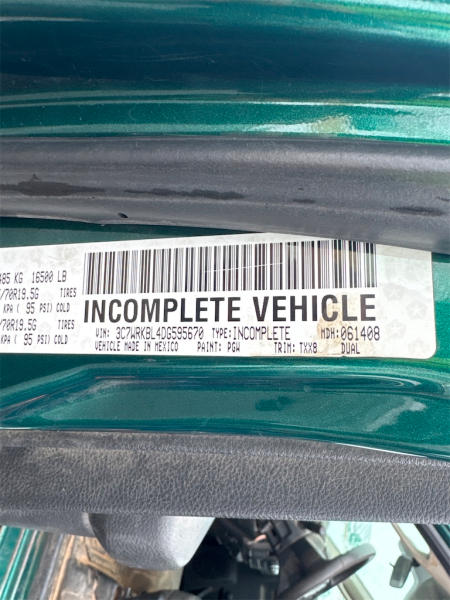 485 KG 16500 LB
/70R19.5G TIRES
KPA ( 95 PSI) COLD
/70R19.5G TIRES
KPA ( 95 PSI) COLD
INCOMPLETE VEHICLE
VIN: 3C7WRKBL4DG595670 TYPE:INCOMPLETE MDH:061408
VEHICLE MADE IN MEXICO PAINT: PGW TRIM: TXX8 DUAL